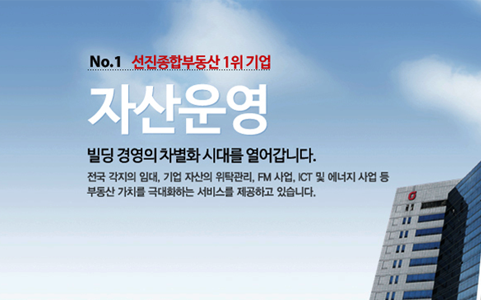 No.1 선진종합부동산 1위 기업
자산운영
빌딩 경영의 차별화 시대를 열어갑니다.
전국 각지의 임대, 기업 자산의 위탁관리, FM 사업, ICT 및 에너지 사업 등
부동산 가치를 극대화하는 서비스를 제공하고 있습니다.